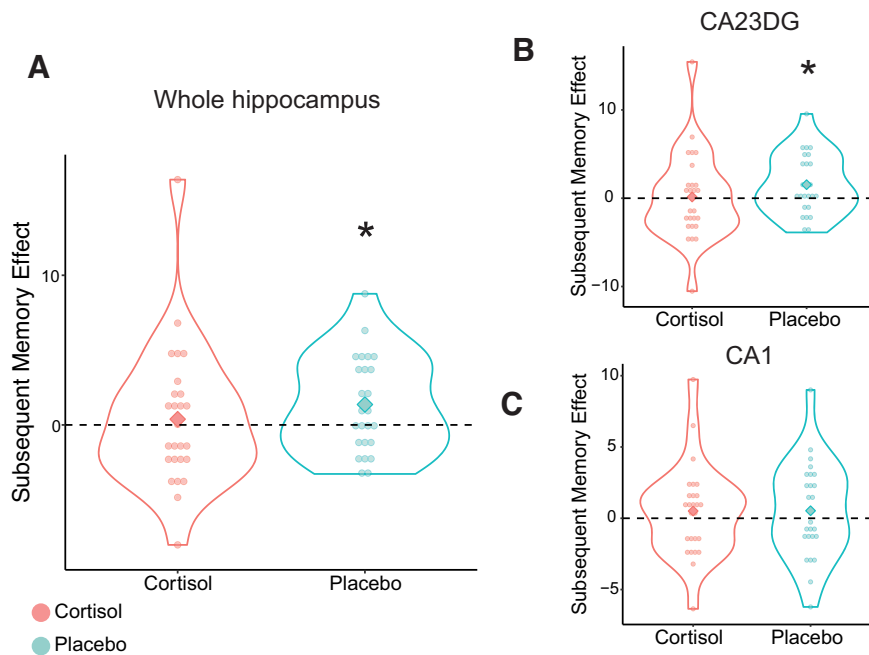 A
Whole hippocampus
Subsequent Memory Effect
10
0
*
Cortisol
Placebo
Cortisol
Placebo
B
CA23DG
Subsequent Memory Effect
10
0
−10
*
Cortisol
Placebo
C
CA1
Subsequent Memory Effect
10
5
0
−5
Cortisol
Placebo